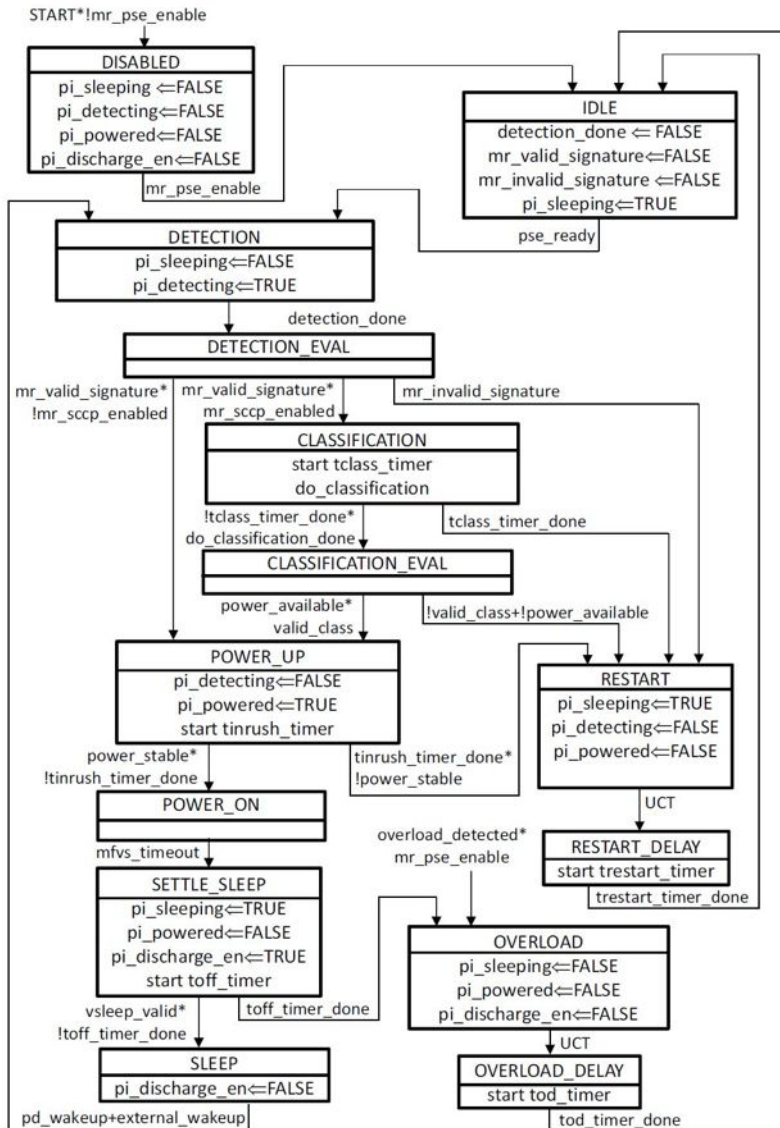 START*!mr_pse_enable
DISABLED
pi_sleeping ⇐FALSE
pi_detecting⇐FALSE
pi_powered⇐FALSE
pi_discharge_en⇐FALSE
mr_pse_enable
IDLE
detection_done ⇐ FALSE
mr_valid_signature⇐FALSE
mr_invalid_signature ⇐FALSE
pi_sleeping⇐TRUE
pse_ready
DETECTION
pi_sleeping⇐FALSE
pi_detecting⇐TRUE
detection_done
DETECTION_EVAL
mr_valid_signature*
!mr_sccp_enabled
mr_valid_signature*
mr_sccp_enabled
mr_invalid_signature
CLASSIFICATION
start tclass_timer
do_classification
!tclass_timer_done*
do_classification_done
tclass_timer_done
CLASSIFICATION_EVAL
power_available*
valid_class
!valid_class+!power_available
POWER_UP
pi_detecting⇐FALSE
pi_powered⇐TRUE
start tinrush_timer
RESTART
pi_sleeping⇐TRUE
pi_detecting⇐FALSE
pi_powered⇐FALSE
power_stable*
!tinrush_timer_done
tinrush_timer_done*
!power_stable
UCT
POWER_ON
mfvs_timeout
overload_detected*
mr_pse_enable
RESTART_DELAY
start trestart_timer
trestart_timer_done
SETTLE_SLEEP
pi_sleeping⇐TRUE
pi_powered⇐FALSE
pi_discharge_en⇐TRUE
start toff_timer
OVERLOAD
pi_sleeping⇐FALSE
pi_powered⇐FALSE
pi_discharge_en⇐FALSE
vsleep_valid*
!toff_timer_done
toff_timer_done
UCT
SLEEP
pi_discharge_en⇐FALSE
OVERLOAD_DELAY
start tod_timer
pd_wakeup+external_wakeup
tod_timer_done